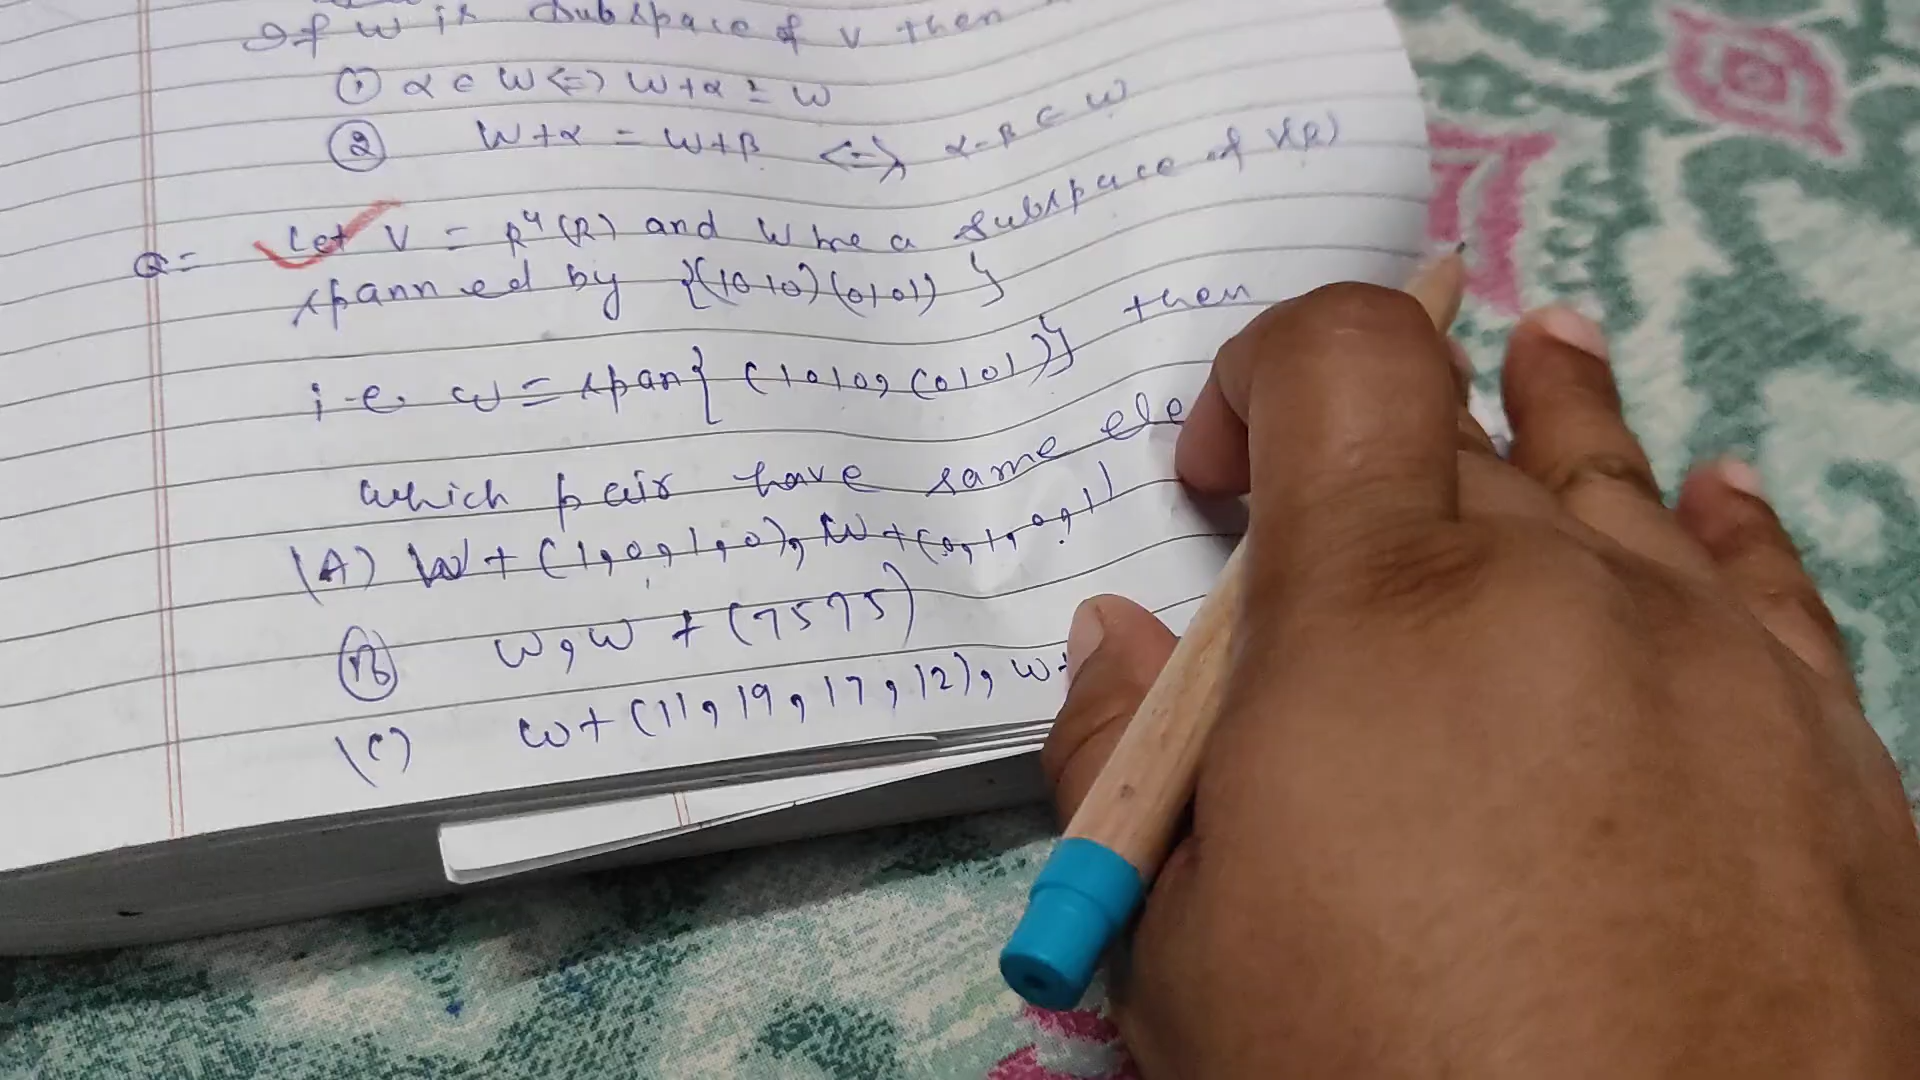 If W is subspace of V then
① α ∈ W <=> W+α = W
② W+α = W+β <=> α-β ∈ W
Q= Let V = R⁴(R) and W be a subspace of V(R)
spanned by {(1010)(0101)}
i.e. W = span{(1010), (0101)} then
which pair have same ele
(A) W + (1,0,1,0), W + (0,1,0,1)
(B) W, W + (7575)
(C) W + (11, 19, 17, 12), W+